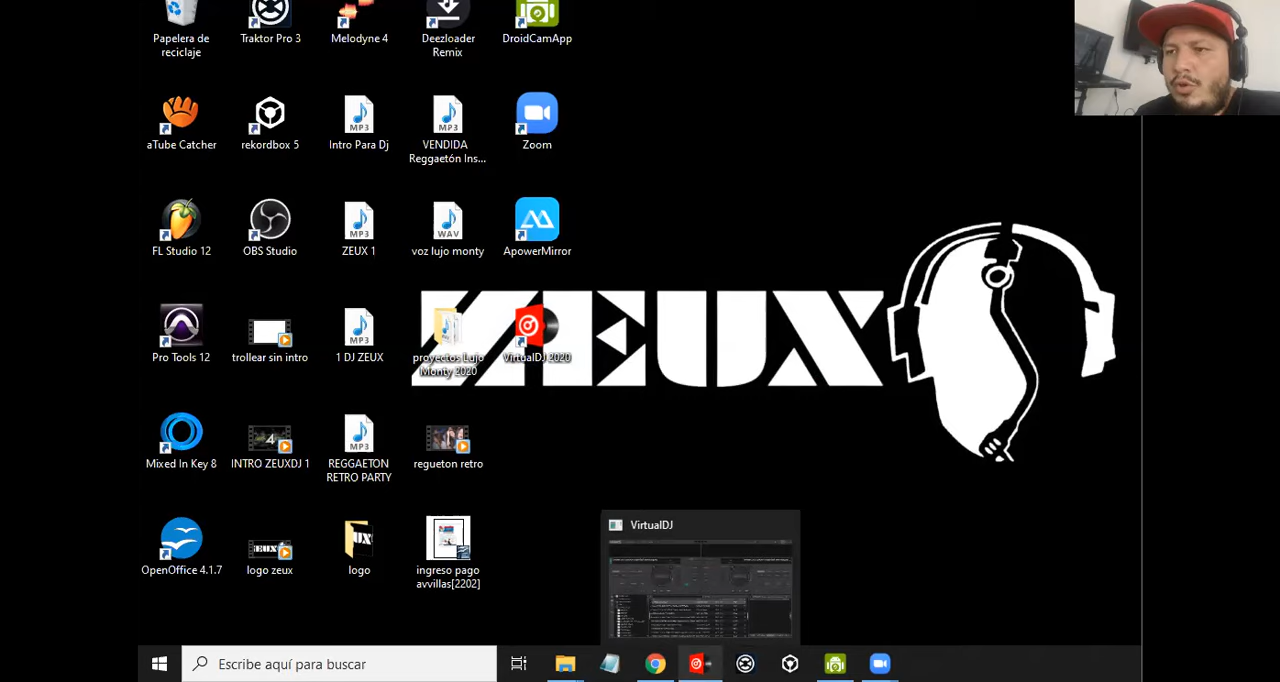 Papelera de
reciclaje
Traktor Pro 3
Melodyne 4
Deezloader
Remix
DroidCamApp
aTube Catcher
rekordbox 5
Intro Para Dj
VENDIDA
Reggaetón Ins...
Zoom
FL Studio 12
OBS Studio
ZEUX 1
voz lujo monty
ApowerMirror
Pro Tools 12
trollear sin intro
1 DJ ZEUX
proyectos Lujo
Monty 2020
VirtualDJ 2020
ZEUX
Mixed In Key 8
INTRO ZEUXDJ 1
REGGAETON
RETRO PARTY
regueton retro
OpenOffice 4.1.7
logo zeux
logo
ingreso pago
avvillas[2202]
VirtualDJ
Escribe aquí para buscar